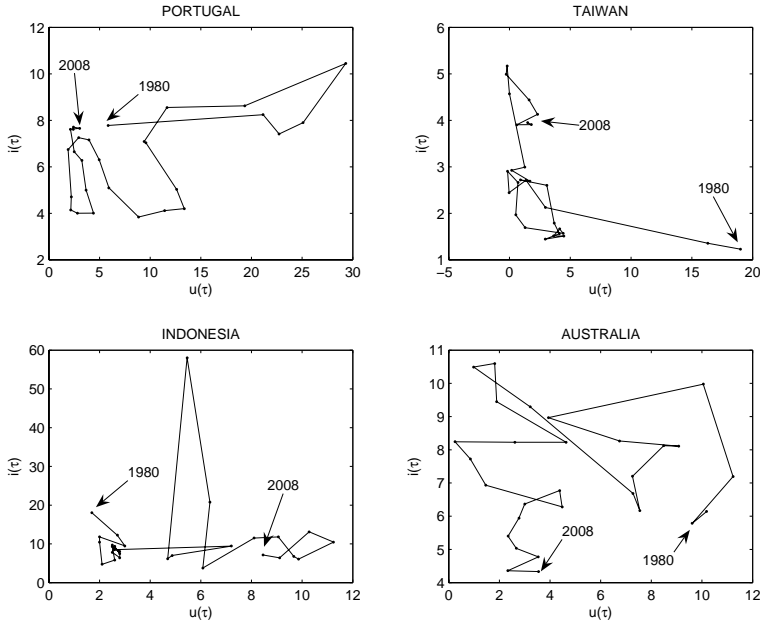 PORTUGAL
12
10
8
6
4
2
0 5 10 15 20 25 30
i(τ)
u(τ)
2008
1980
TAIWAN
6
5
4
3
2
1
−5 0 5 10 15 20
i(τ)
u(τ)
2008
1980
INDONESIA
60
50
40
30
20
10
0
0 2 4 6 8 10 12
i(τ)
u(τ)
1980
2008
AUSTRALIA
11
10
9
8
7
6
5
4
0 2 4 6 8 10 12
i(τ)
u(τ)
2008
1980